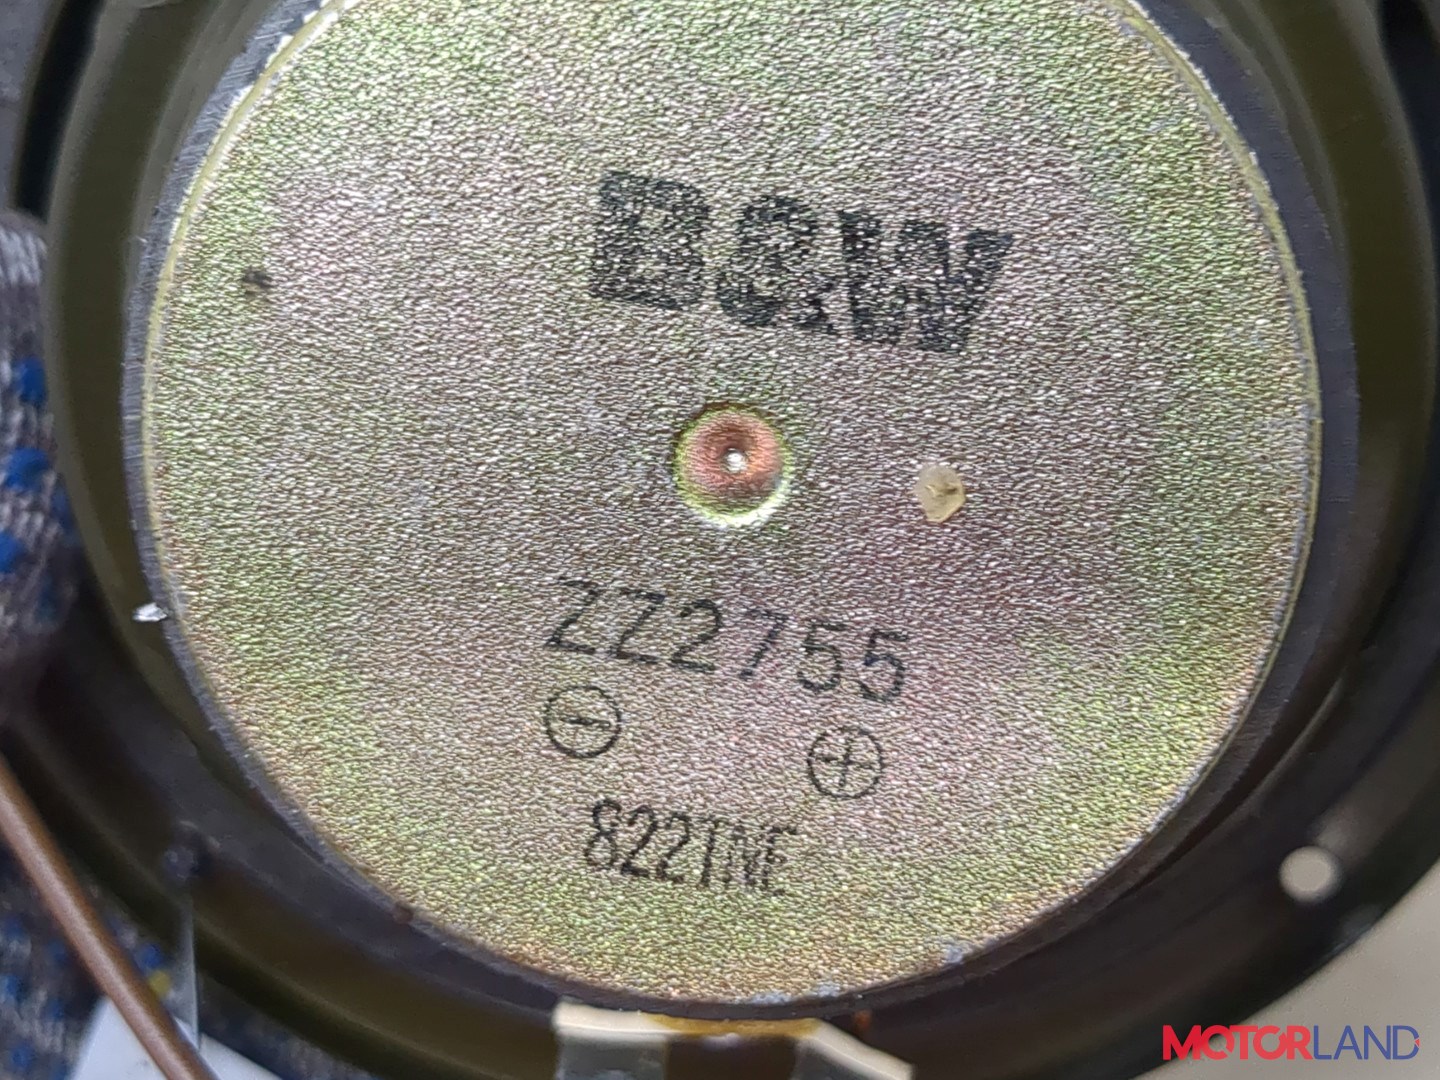 B&W
ZZ2755
⊖ ⊕
822TNE
MOTORLAND